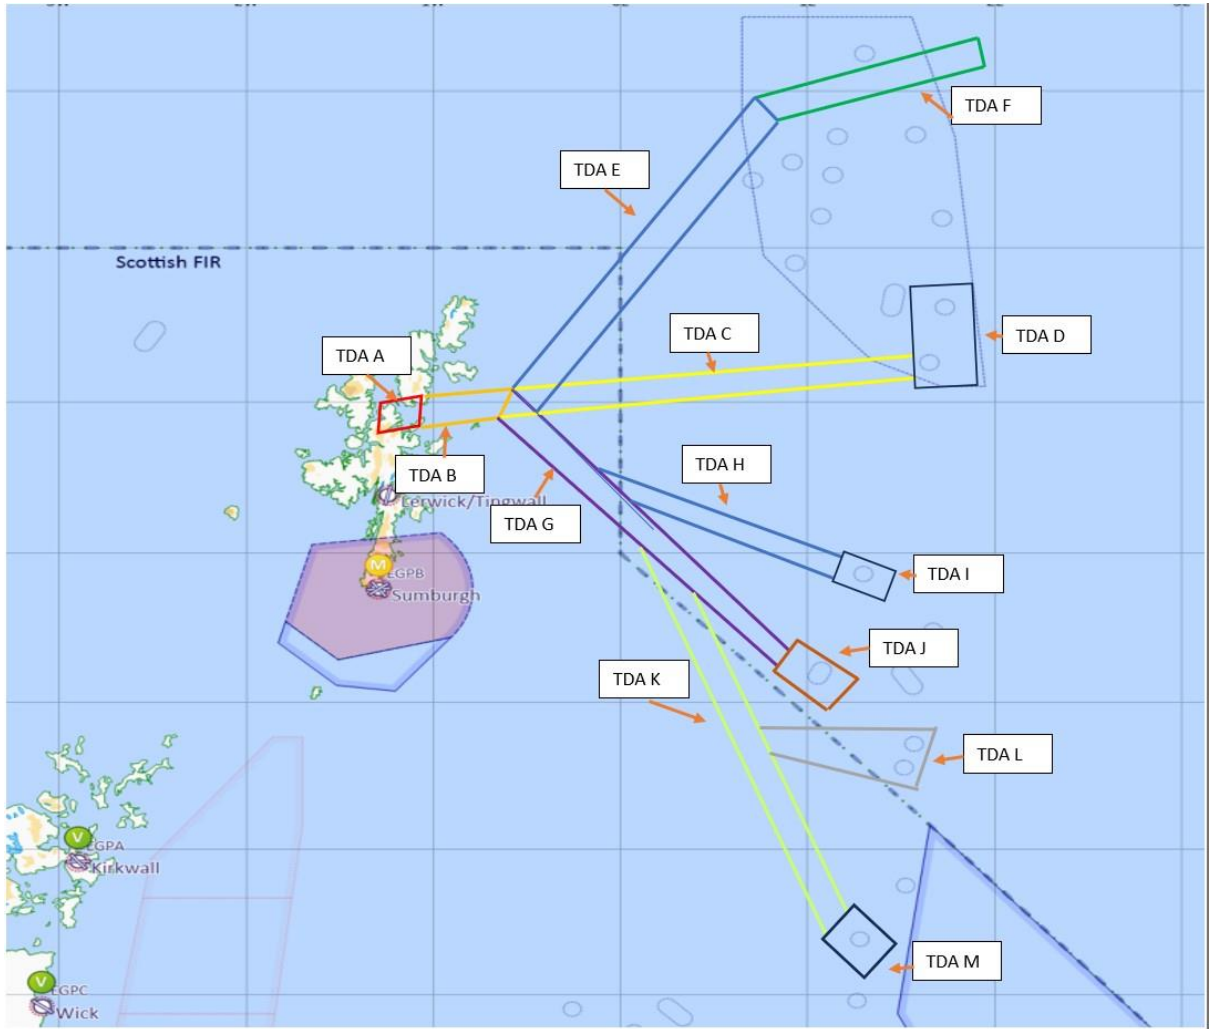 TDA F
TDA E
Scottish FIR
TDA C
TDA D
TDA A
TDA H
TDA B
Lerwick/Tingwall
TDA G
M
EGPB
TDA I
Sumburgh
TDA J
TDA K
TDA L
V
EGPA
Kirkwall
TDA M
V
EGPC
Wick